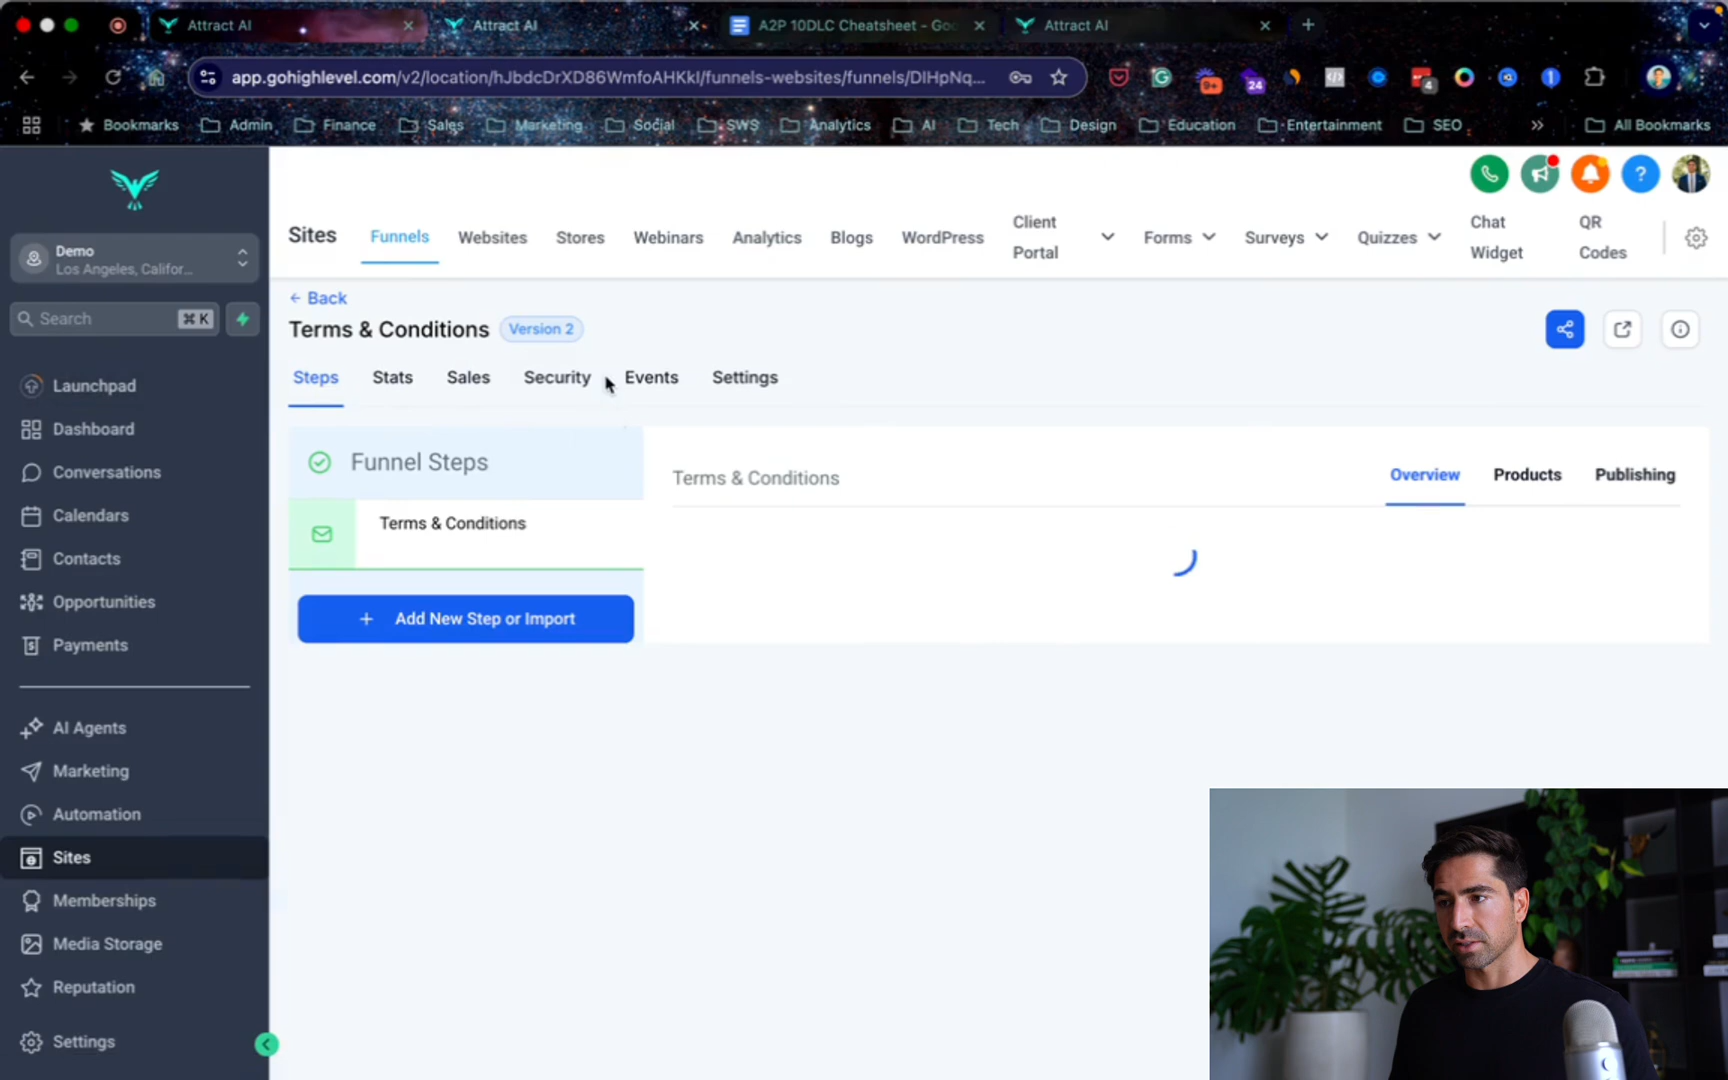 Attract AI
Attract AI
A2P 10DLC Cheatsheet - Goo
Attract AI
app.gohighlevel.com/v2/location/hJbdcDrXD86WmfoAHKkl/funnels-websites/funnels/DlHpNq...
9+
24
4
Bookmarks
Admin
Finance
Sales
Marketing
Social
SWS
Analytics
AI
Tech
Design
Education
Entertainment
SEO
»
All Bookmarks
Demo
Los Angeles, Califor...
Search
⌘ K
Launchpad
Dashboard
Conversations
Calendars
Contacts
Opportunities
Payments
AI Agents
Marketing
Automation
Sites
Memberships
Media Storage
Reputation
Settings
Sites
Funnels
Websites
Stores
Webinars
Analytics
Blogs
WordPress
Client
Portal
Forms
Surveys
Quizzes
Chat
Widget
QR
Codes
← Back
Terms & Conditions
Version 2
Steps
Stats
Sales
Security
Events
Settings
Funnel Steps
Terms & Conditions
+ Add New Step or Import
Terms & Conditions
Overview
Products
Publishing